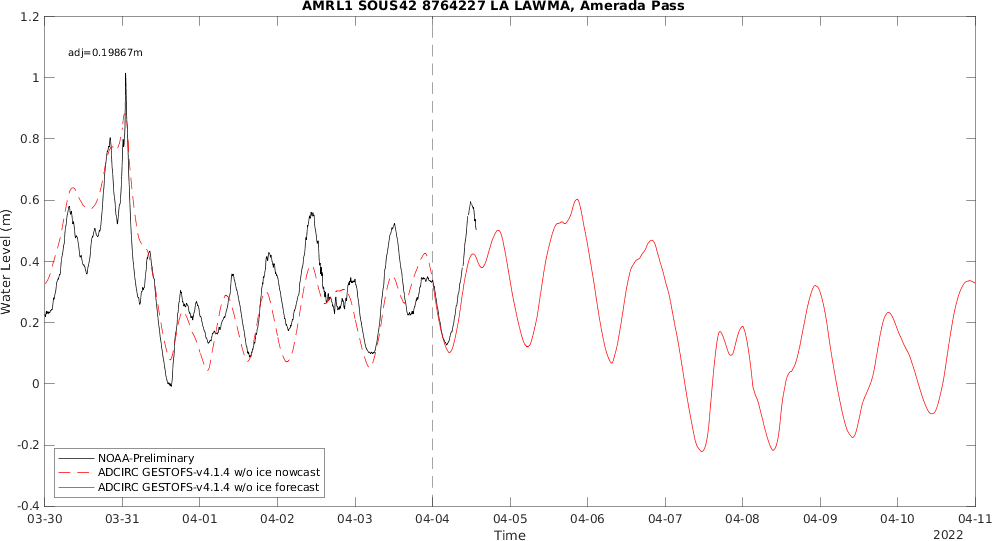 AMRL1 SOUS42 8764227 LA LAWMA, Amerada Pass
adj=0.19867m
1.2
1
0.8
0.6
0.4
0.2
0
-0.2
-0.4
Water Level (m)
NOAA-Preliminary
ADCIRC GESTOFS-v4.1.4 w/o ice nowcast
ADCIRC GESTOFS-v4.1.4 w/o ice forecast
03-30 03-31 04-01 04-02 04-03 04-04 04-05 04-06 04-07 04-08 04-09 04-10 04-11
Time
2022